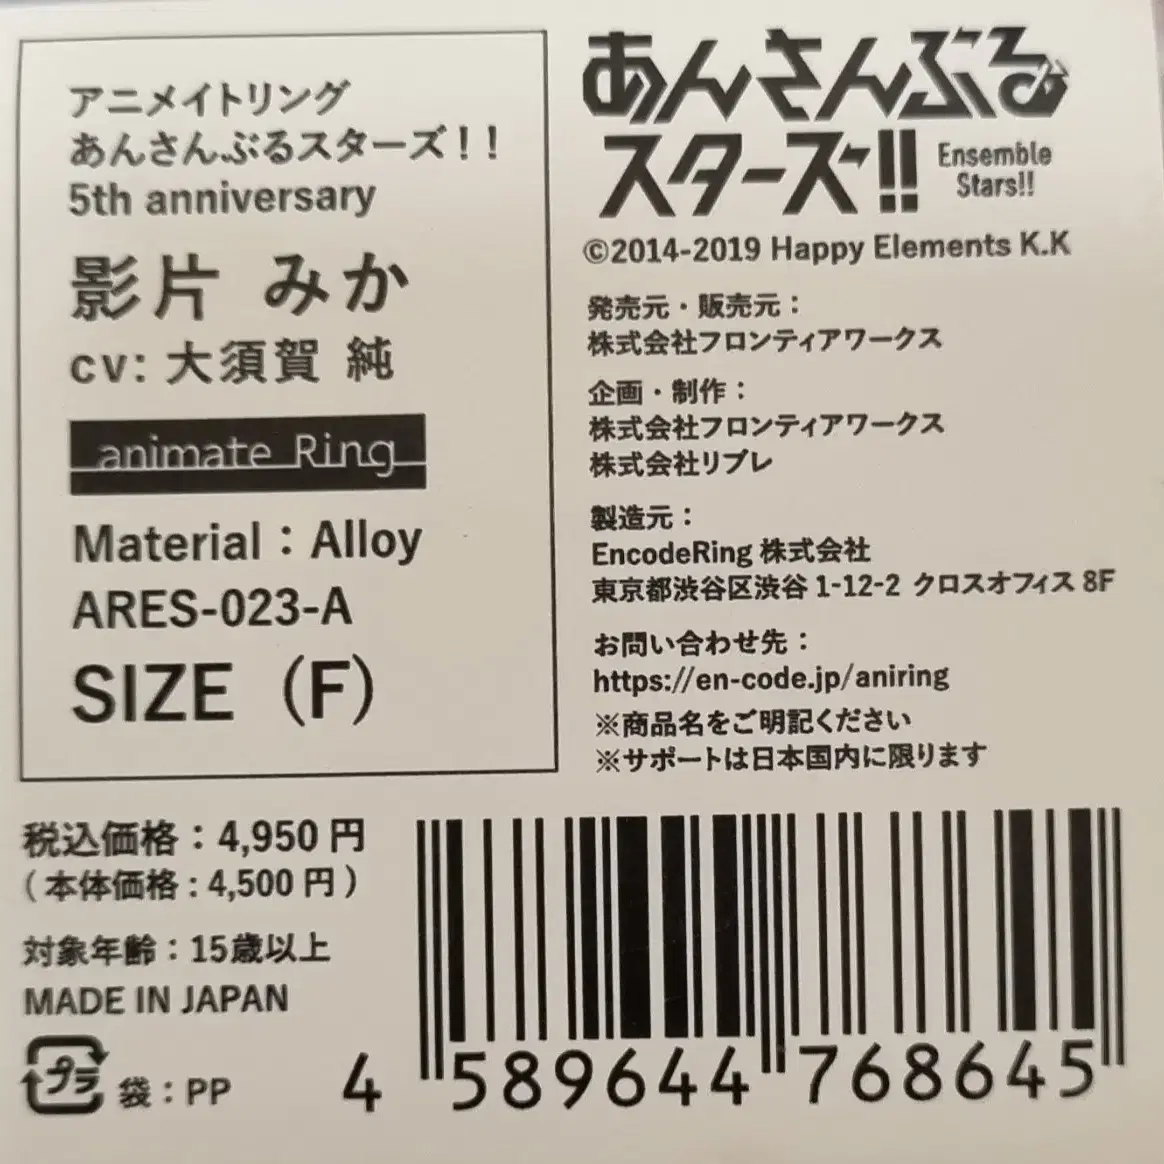 アニメイトリング
あんさんぶるスターズ！！
5th anniversary
影片 みか
cv: 大須賀 純
animate Ring
Material：Alloy
ARES-023-A
SIZE（F）
あんさんぶる
スターズ!!
Ensemble
Stars!!
©2014-2019 Happy Elements K.K
発売元・販売元：
株式会社フロンティアワークス
企画・制作：
株式会社フロンティアワークス
株式会社リブレ
製造元：
EncodeRing 株式会社
東京都渋谷区渋谷 1-12-2 クロスオフィス 8F
お問い合わせ先：
https://en-code.jp/aniring
※商品名をご明記ください
※サポートは日本国内に限ります
税込価格：4,950 円
（本体価格：4,500 円）
対象年齢：15歳以上
MADE IN JAPAN
プラ 袋：PP
4 589644 768645